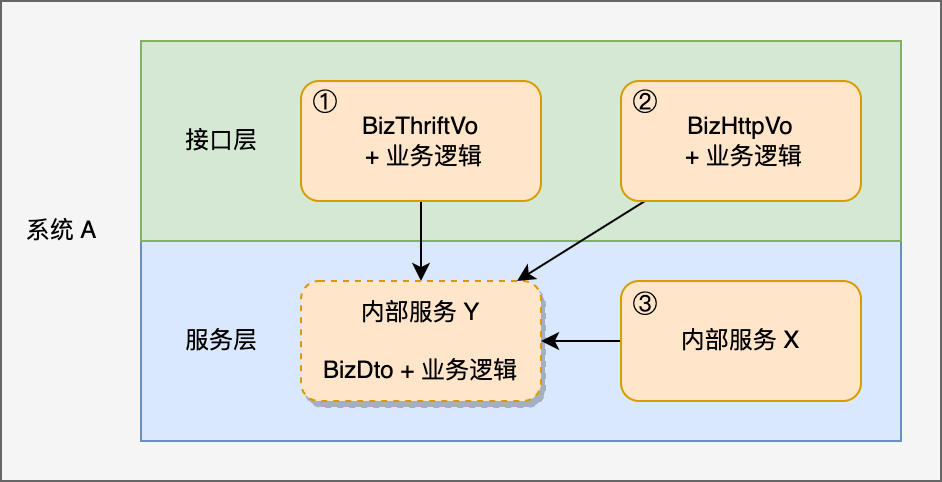 系统 A
接口层
①
BizThriftVo
+ 业务逻辑
②
BizHttpVo
+ 业务逻辑
服务层
内部服务 Y
BizDto + 业务逻辑
③
内部服务 X